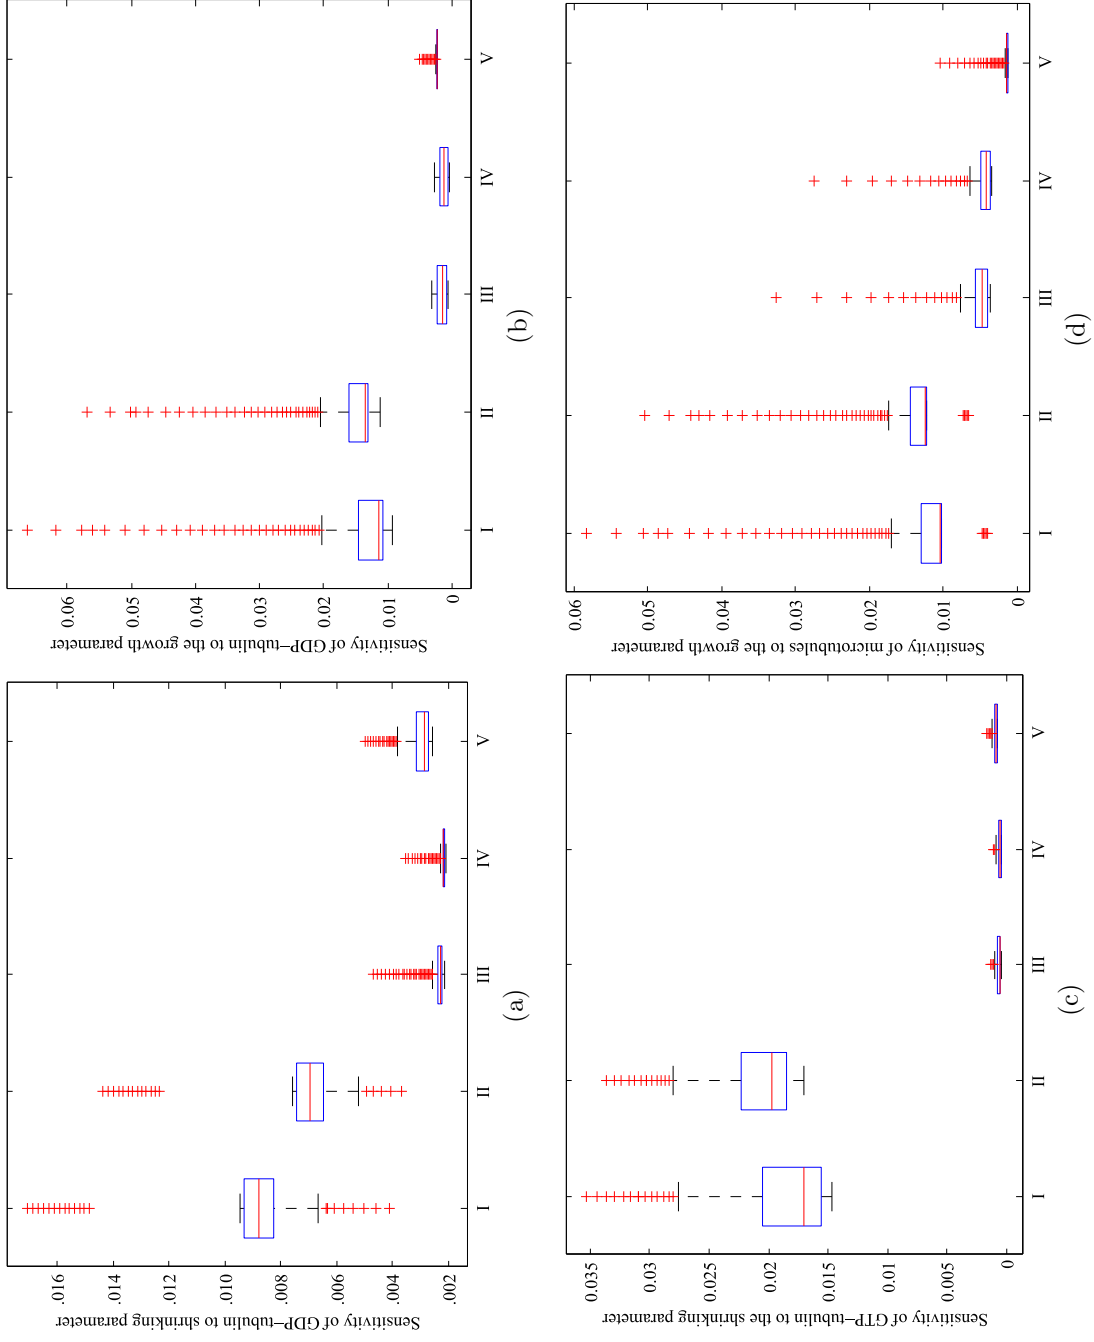 Sensitivity of GDP–tubulin to shrinking parameter
.016
.014
.012
.010
.008
.006
.004
.002
I
II
III
IV
V
(a)
Sensitivity of GDP–tubulin to the growth parameter
0.06
0.05
0.04
0.03
0.02
0.01
0
I
II
III
IV
V
(b)
Sensitivity of GTP–tubulin to the shrinking parameter
0.035
0.03
0.025
0.02
0.015
0.01
0.005
0
I
II
III
IV
V
(c)
Sensitivity of microtubules to the growth parameter
0.06
0.05
0.04
0.03
0.02
0.01
0
I
II
III
IV
V
(d)